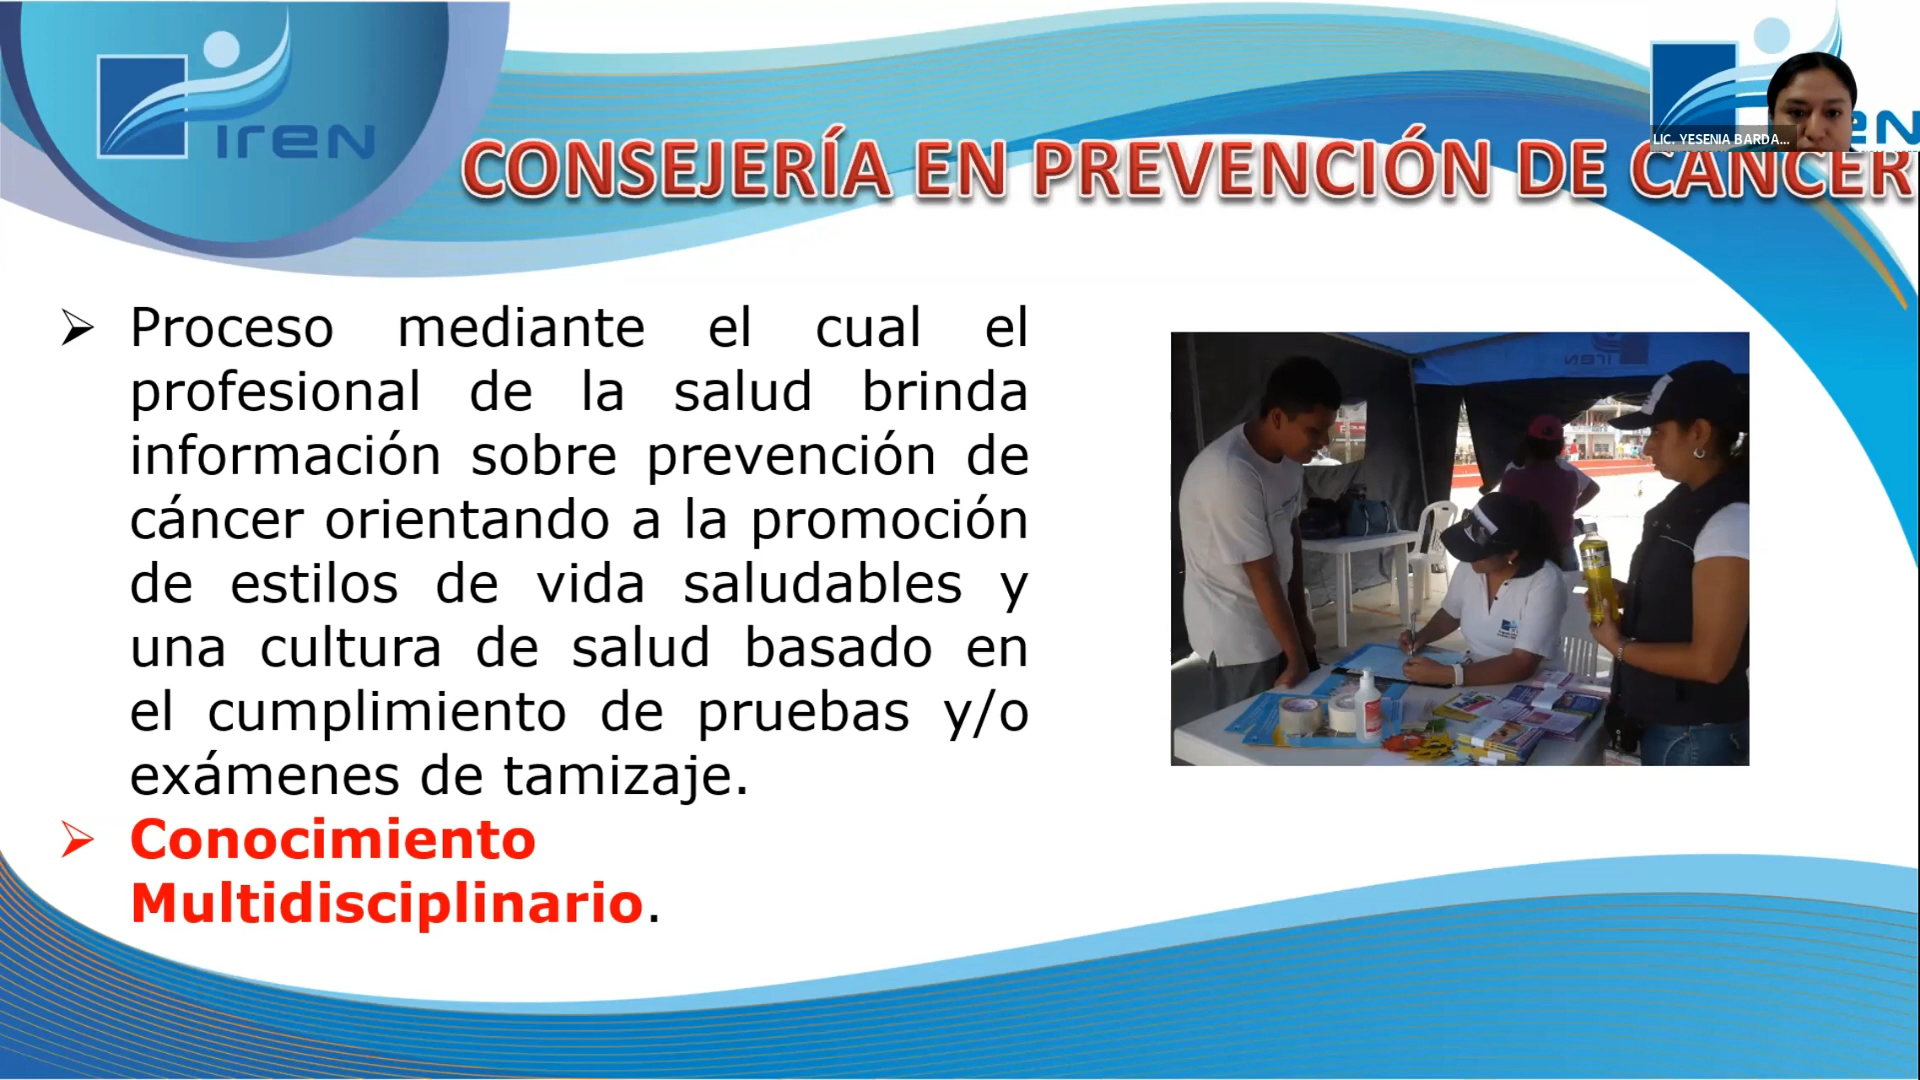 IreN
LIC. YESENIA BARDA...
CONSEJERÍA EN PREVENCIÓN DE CANCER
➢ Proceso mediante el cual el
profesional de la salud brinda
información sobre prevención de
cáncer orientando a la promoción
de estilos de vida saludables y
una cultura de salud basado en
el cumplimiento de pruebas y/o
exámenes de tamizaje.
➢ Conocimiento
Multidisciplinario.